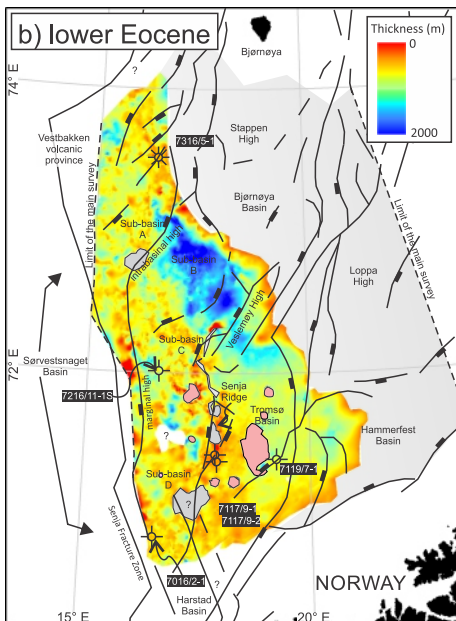 b) lower Eocene
Bjørnøya
Thickness (m)
0
2000
74° E
?
7316/5-1
Vestbakken
volcanic
province
Stappen
High
Limit of the main survey
Bjørnøya
Basin
Sub-basin
A
Intrabasinal high
Sub-basin
B
Limit of the main survey
Loppa
High
Veslemøy High
Sub-basin
C
Sørvestsnaget
Basin
72° E
7216/11-1S
marginal high
Senja
Ridge
Tromsø
Basin
Hammerfest
Basin
?
Sub-basin
D
7119/7-1
?
7117/9-1
7117/9-2
Senja Fracture Zone
7016/2-1
?
Harstad
Basin
NORWAY
15° E
20° E